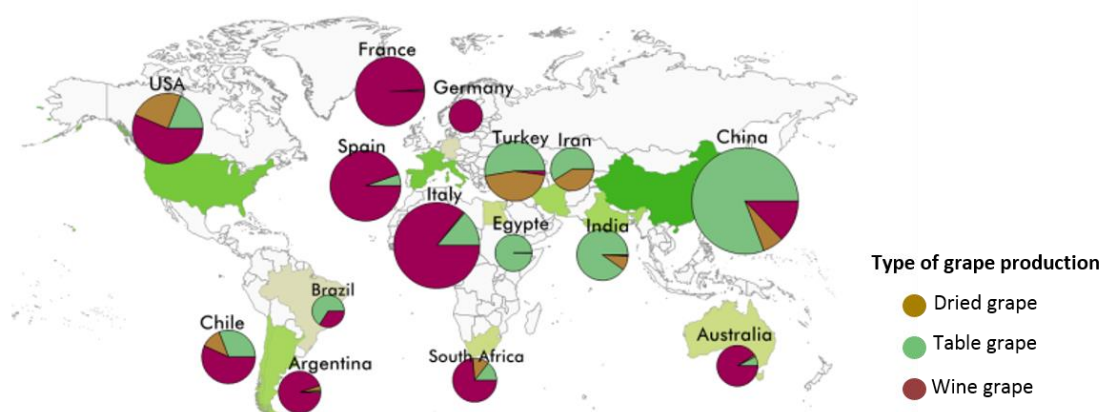 France
USA
Germany
Turkey
Iran
China
Spain
Italy
Egypte
India
Brazil
Chile
Argentina
South Africa
Australia
Type of grape production
Dried grape
Table grape
Wine grape